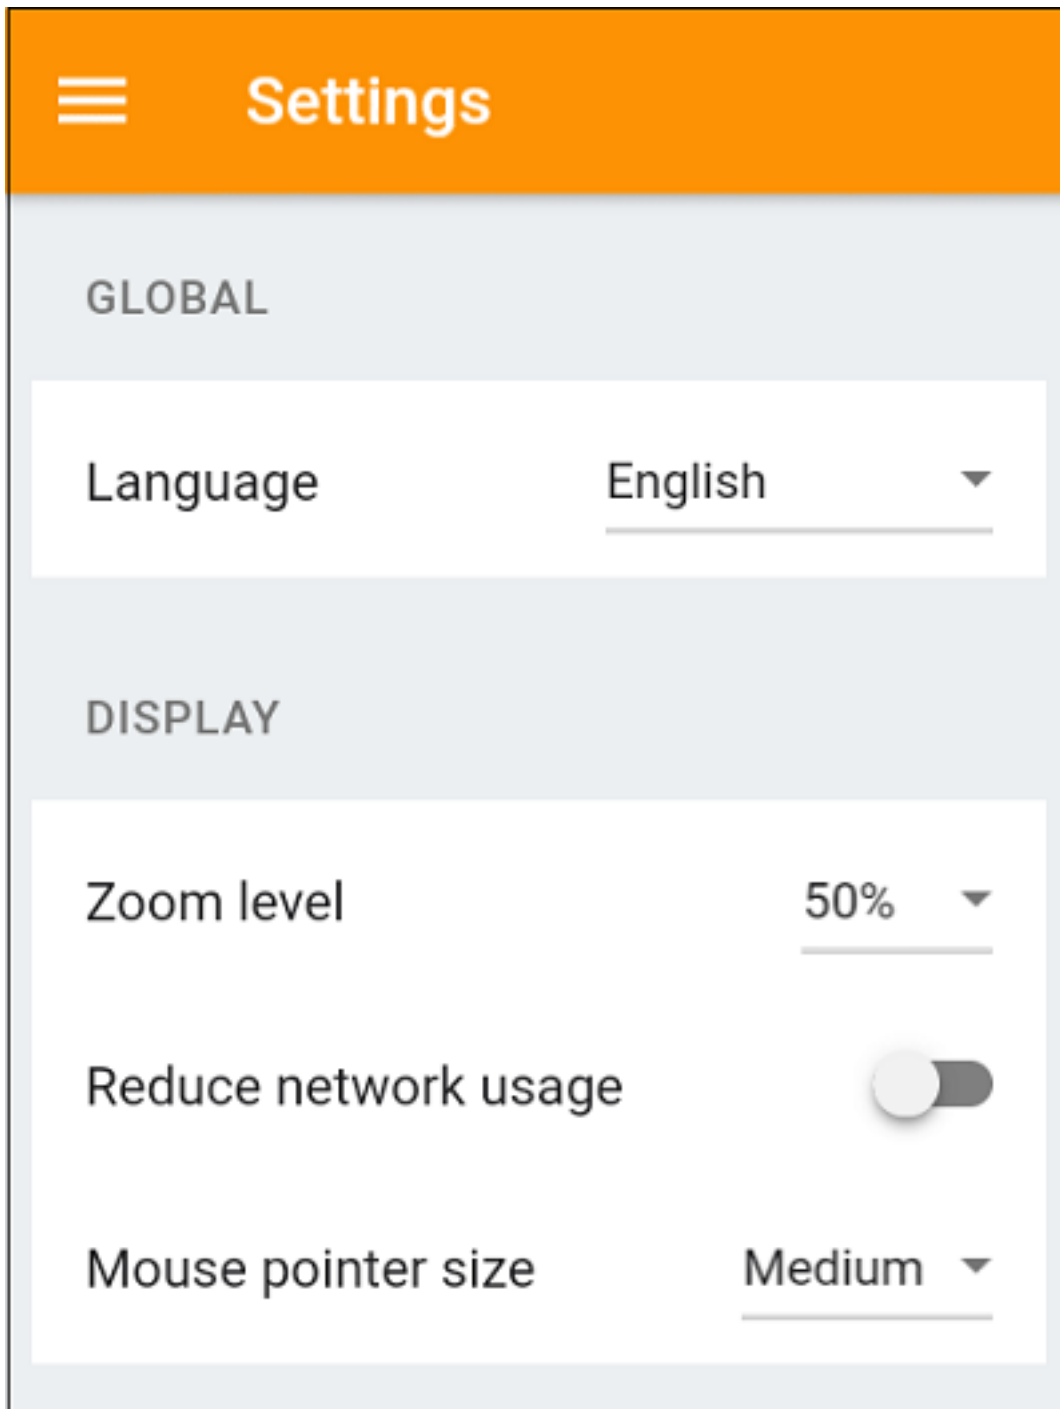 Settings
GLOBAL
Language English
DISPLAY
Zoom level 50%
Reduce network usage
Mouse pointer size Medium